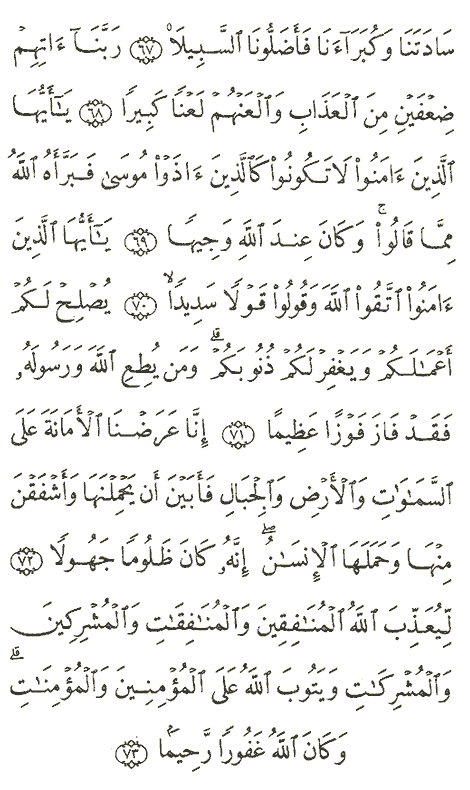 سَادَتَنَا وَكُبَرَآءَنَا فَأَضَلُّونَا ٱلسَّبِيلَا۠ ﴿٦٧﴾ رَبَّنَآ ءَاتِهِمْ
ضِعْفَيْنِ مِنَ ٱلْعَذَابِ وَٱلْعَنْهُمْ لَعْنًا كَبِيرًا ﴿٦٨﴾ يَـٰٓأَيُّهَا
ٱلَّذِينَ ءَامَنُوا۟ لَا تَكُونُوا۟ كَٱلَّذِينَ ءَاذَوْا۟ مُوسَىٰ فَبَرَّأَهُ ٱللَّهُ
مِمَّا قَالُوا۟ ۚ وَكَانَ عِندَ ٱللَّهِ وَجِيهًا ﴿٦٩﴾ يَـٰٓأَيُّهَا ٱلَّذِينَ
ءَامَنُوا۟ ٱتَّقُوا۟ ٱللَّهَ وَقُولُوا۟ قَوْلًا سَدِيدًا ۙ ﴿٧٠﴾ يُصْلِحْ لَكُمْ
أَعْمَـٰلَكُمْ وَيَغْفِرْ لَكُمْ ذُنُوبَكُمْ ۗ وَمَن يُطِعِ ٱللَّهَ وَرَسُولَهُۥ
فَقَدْ فَازَ فَوْزًا عَظِيمًا ﴿٧١﴾ إِنَّا عَرَضْنَا ٱلْأَمَانَةَ عَلَى
ٱلسَّمَـٰوَٰتِ وَٱلْأَرْضِ وَٱلْجِبَالِ فَأَبَيْنَ أَن يَحْمِلْنَهَا وَأَشْفَقْنَ
مِنْهَا وَحَمَلَهَا ٱلْإِنسَـٰنُ ۖ إِنَّهُۥ كَانَ ظَلُومًا جَهُولًا ﴿٧٢﴾
لِّيُعَذِّبَ ٱللَّهُ ٱلْمُنَـٰفِقِينَ وَٱلْمُنَـٰفِقَـٰتِ وَٱلْمُشْرِكِينَ
وَٱلْمُشْرِكَـٰتِ وَيَتُوبَ ٱللَّهُ عَلَى ٱلْمُؤْمِنِينَ وَٱلْمُؤْمِنَـٰتِ ۗ
وَكَانَ ٱللَّهُ غَفُورًا رَّحِيمًۢا ﴿٧٣﴾